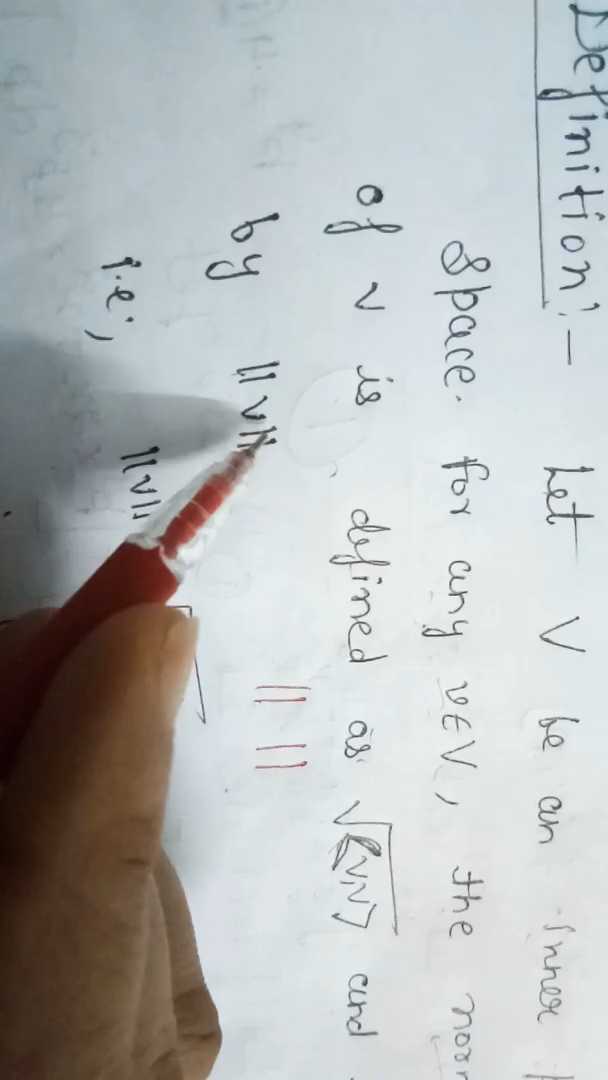 Definition:- Let V be an inner
Space. for any v∈V, the norm
of v is defined as √⟨v,v⟩ and
by ||v|| || ||
i.e., ||v||